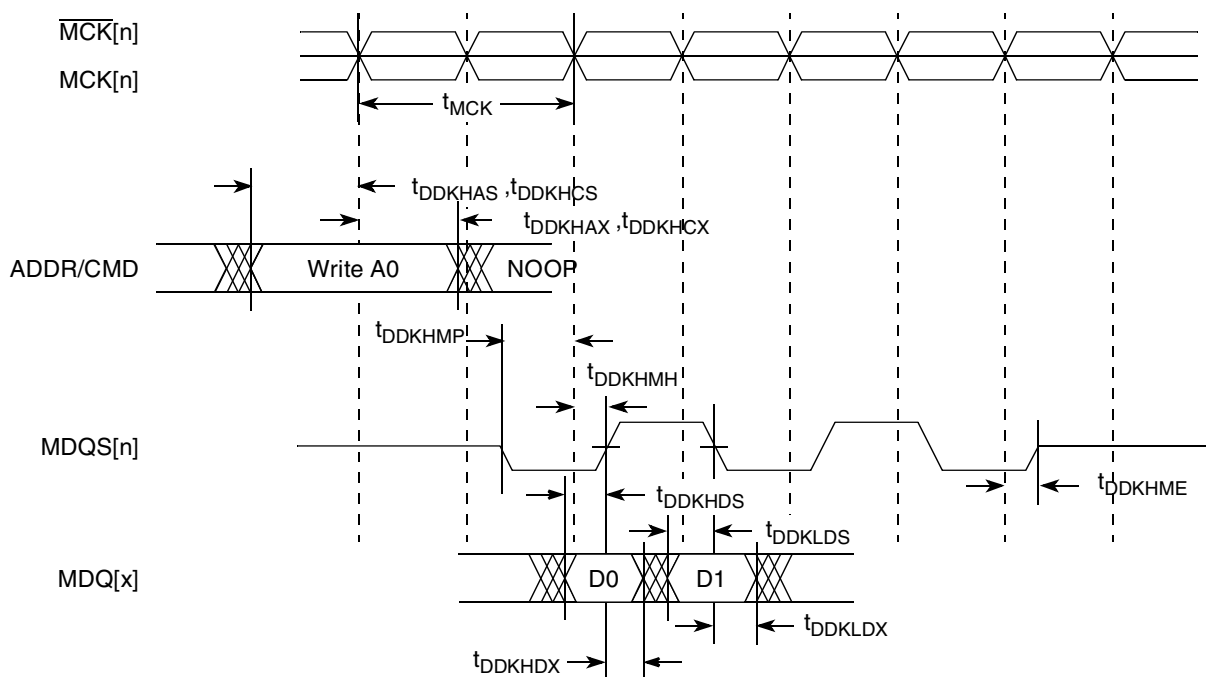 MCK[n]
MCK[n]
tMCK
tDDKHAS ,tDDKHCS
tDDKHAX ,tDDKHCX
ADDR/CMD
Write A0
NOOP
tDDKHMP
tDDKHMH
MDQS[n]
tDDKHME
tDDKHDS
tDDKLDS
MDQ[x]
D0
D1
tDDKLDX
tDDKHDX